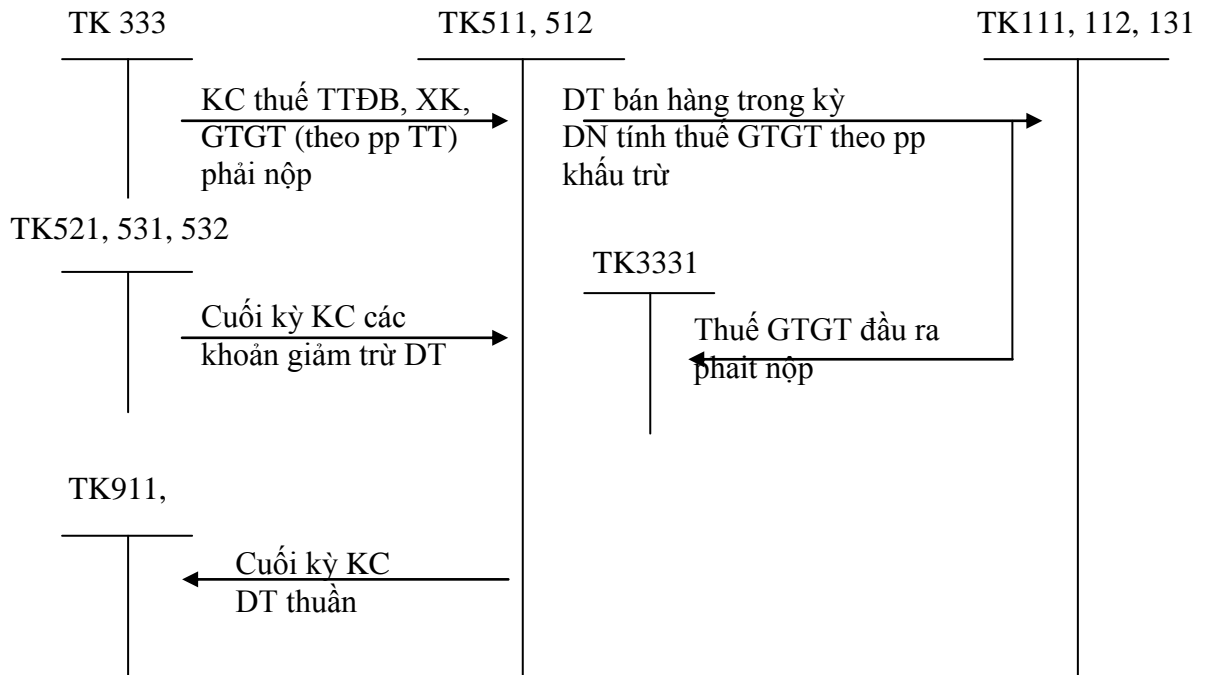 TK 333
TK511, 512
TK111, 112, 131
KC thuế TTĐB, XK,
GTGT (theo pp TT)
phải nộp
DT bán hàng trong kỳ
DN tính thuế GTGT theo pp
khấu trừ
TK521, 531, 532
TK3331
Cuối kỳ KC các
khoản giảm trừ DT
Thuế GTGT đầu ra
phait nộp
TK911,
Cuối kỳ KC
DT thuần